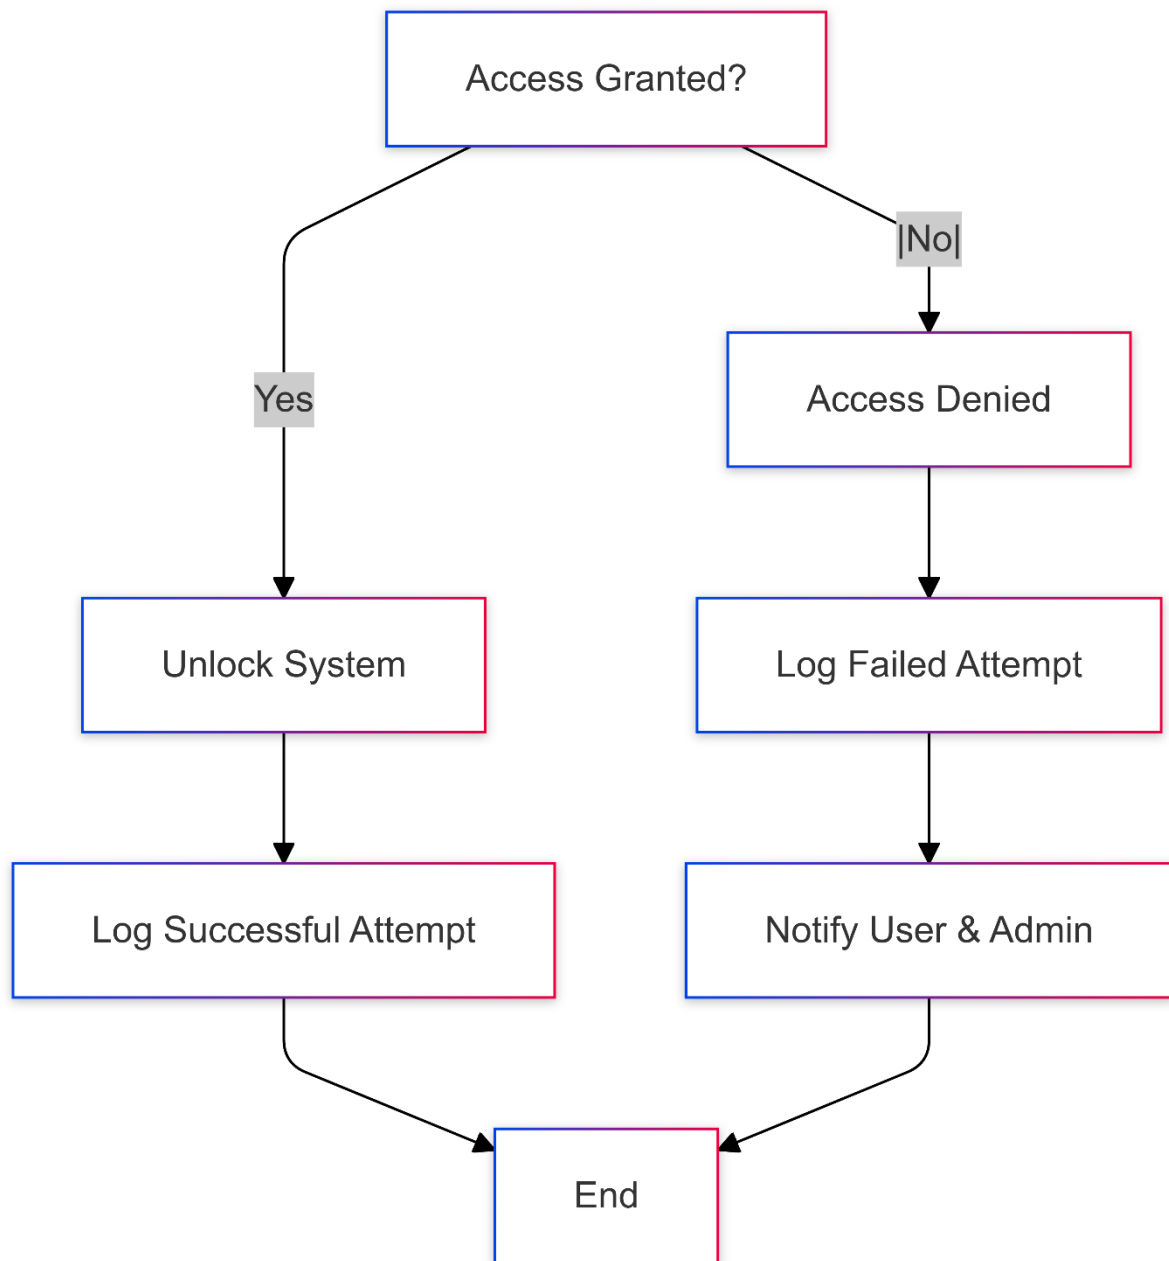 Access Granted?
|No|
Yes
Access Denied
Unlock System
Log Failed Attempt
Log Successful Attempt
Notify User & Admin
End